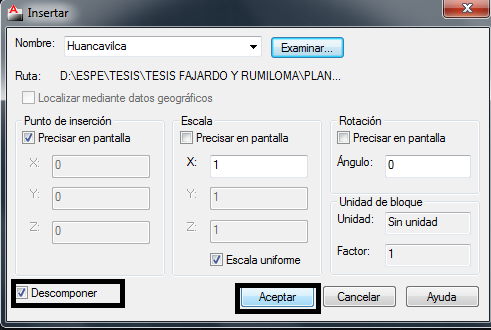 Insertar
Nombre: Huancavilca Examinar...
Ruta: D:\ESPE\TESIS\TESIS FAJARDO Y RUMILOMA\PLAN...
Localizar mediante datos geográficos
Punto de inserción
Precisar en pantalla
X: 0
Y: 0
Z: 0
Escala
Precisar en pantalla
X: 1
Y: 1
Z: 1
Escala uniforme
Rotación
Precisar en pantalla
Ángulo: 0
Unidad de bloque
Unidad: Sin unidad
Factor: 1
Descomponer
Aceptar Cancelar Ayuda